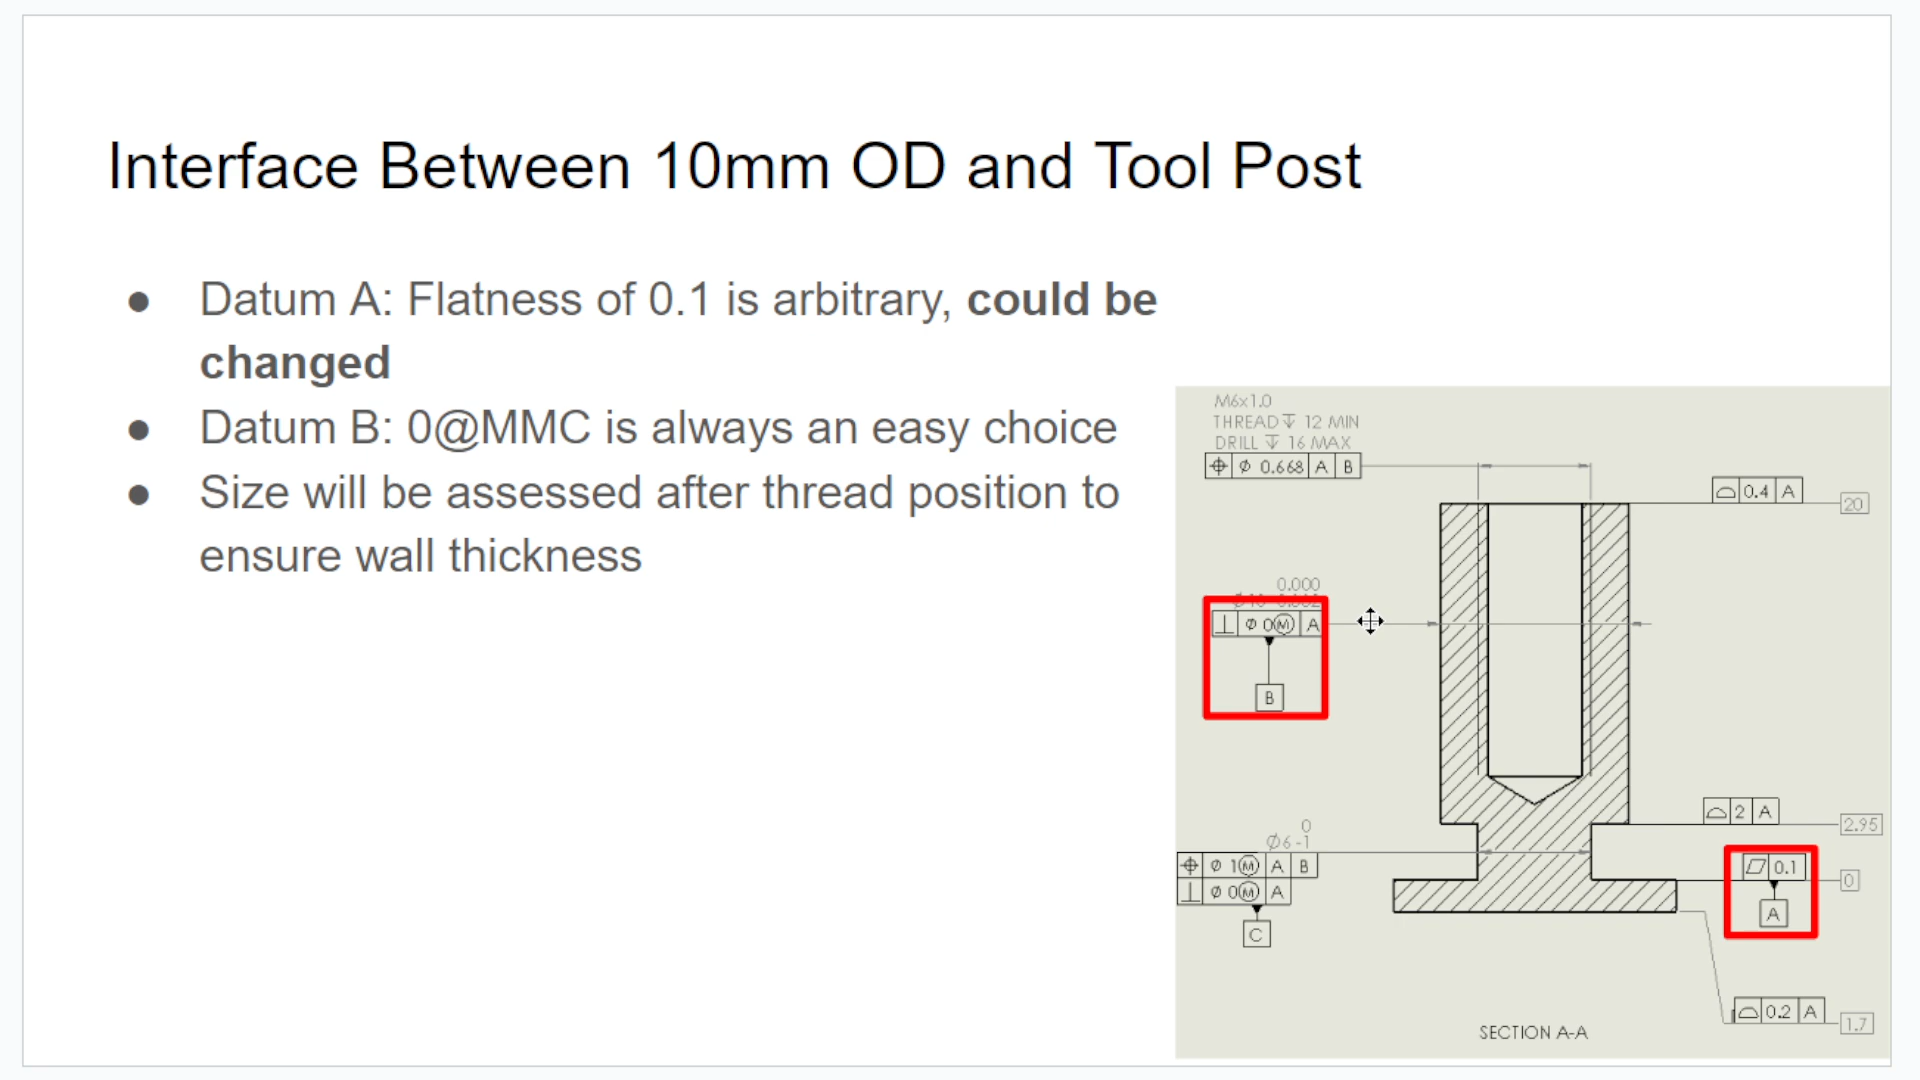 Interface Between 10mm OD and Tool Post
● Datum A: Flatness of 0.1 is arbitrary, could be
changed
● Datum B: 0@MMC is always an easy choice
● Size will be assessed after thread position to
ensure wall thickness
M6x1.0
THREAD ↧ 12 MIN
DRILL ↧ 16 MAX
⌖ Ø 0.668 A B
⌓ 0.4 A
20
0.000
⊥ Ø 0Ⓜ A
B
⌓ 2 A
2.95
0
Ø6 -1
⌖ Ø 1Ⓜ A B
⊥ Ø 0Ⓜ A
C
⏥ 0.1
0
A
⌓ 0.2 A
1.7
SECTION A-A